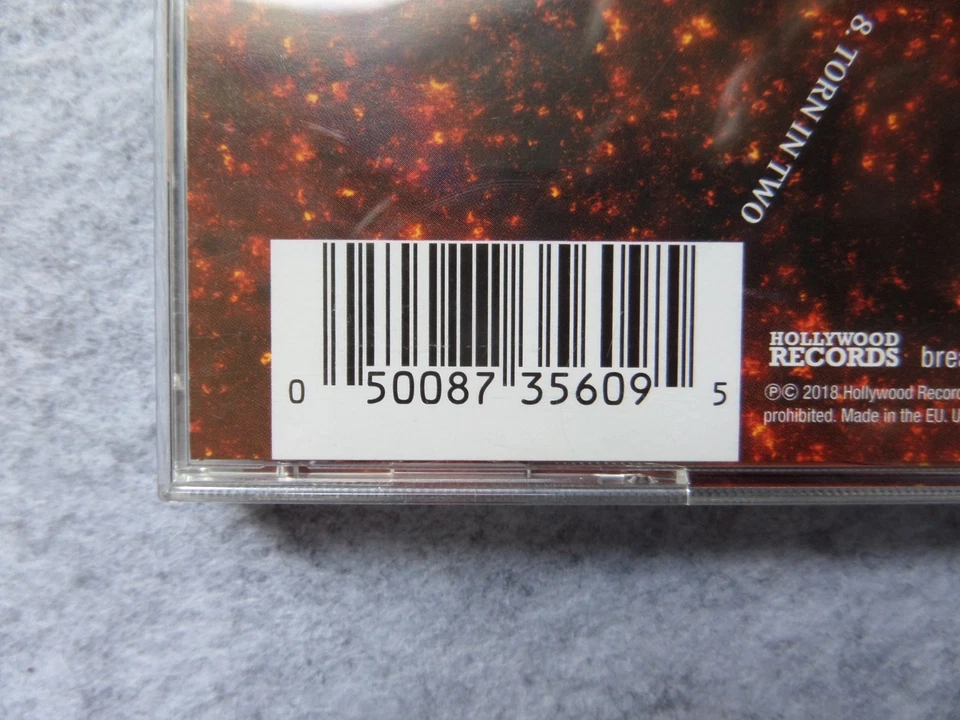 8. TORN IN TWO
HOLLYWOOD
RECORDS
℗© 2018 Hollywood
prohibited. Made in the EU.
0 50087 35609 5